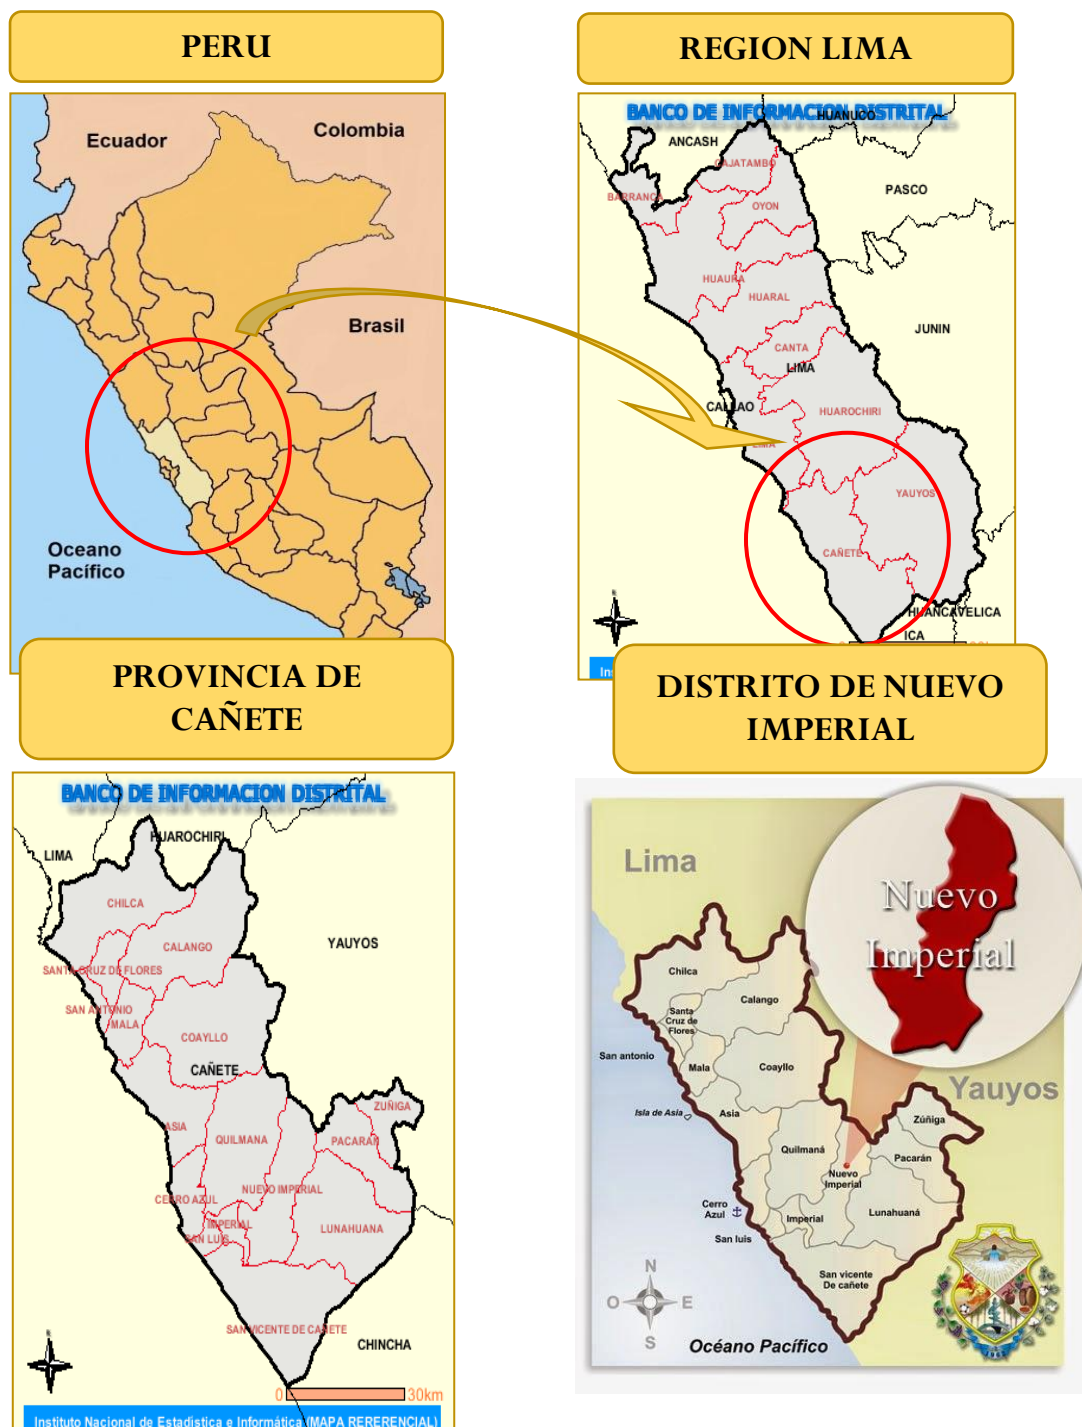 PERU
Ecuador
Colombia
Brasil
Oceano
Pacífico
REGION LIMA
BANCO DE INFORMACION DISTRITAL
HUANUCO
ANCASH
CAJATAMBO
PASCO
BARRANCA
OYON
HUAURA
HUARAL
JUNIN
CANTA
LIMA
CALLAO
HUAROCHIRI
LIMA
YAUYOS
CAÑETE
HUANCAVELICA
ICA
PROVINCIA DE
CAÑETE
BANCO DE INFORMACION DISTRITAL
HUAROCHIRI
LIMA
CHILCA
YAUYOS
CALANGO
SANTA CRUZ DE FLORES
SAN ANTONIO
MALA
COAYLLO
CAÑETE
ZUÑIGA
ASIA
QUILMANA
PACARAN
NUEVO IMPERIAL
CERRO AZUL
IMPERIAL
LUNAHUANA
SAN LUIS
SAN VICENTE DE CAÑETE
CHINCHA
0
30km
Instituto Nacional de Estadistica e Informática (MAPA RERERENCIAL)
DISTRITO DE NUEVO
IMPERIAL
Lima
Nuevo
Imperial
Chilca
Calango
Santa
Cruz de
Flores
San antonio
Mala
Coayllo
Yauyos
Isla de Asía
Asia
Zúñiga
Quilmaná
Pacarán
Nuevo
Imperial
Cerro
Azul
Imperial
Lunahuaná
San luis
San vicente
De cañete
N
O
E
S
Océano Pacífico